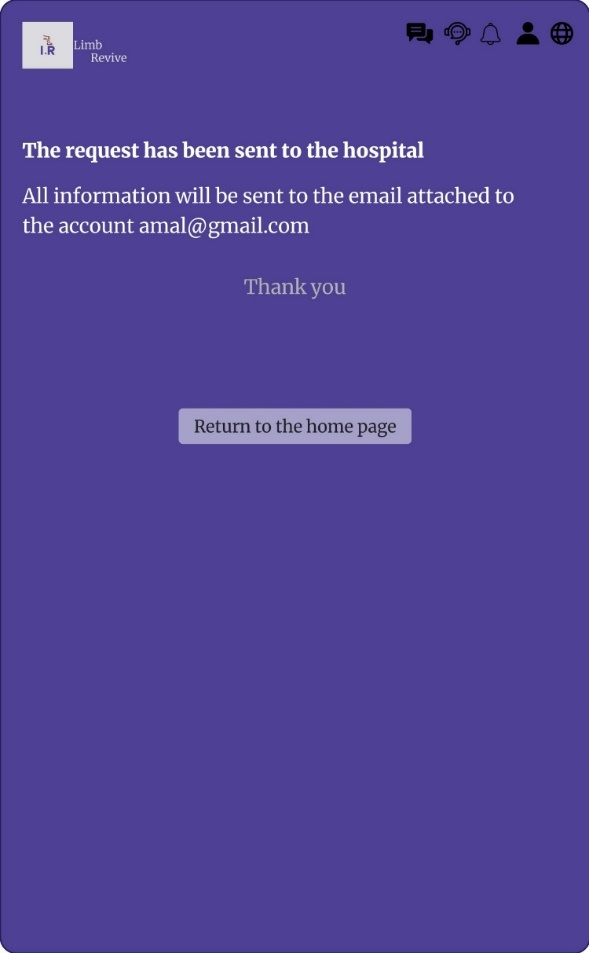 L.R
Limb
Revive
The request has been sent to the hospital
All information will be sent to the email attached to
the account amal@gmail.com
Thank you
Return to the home page